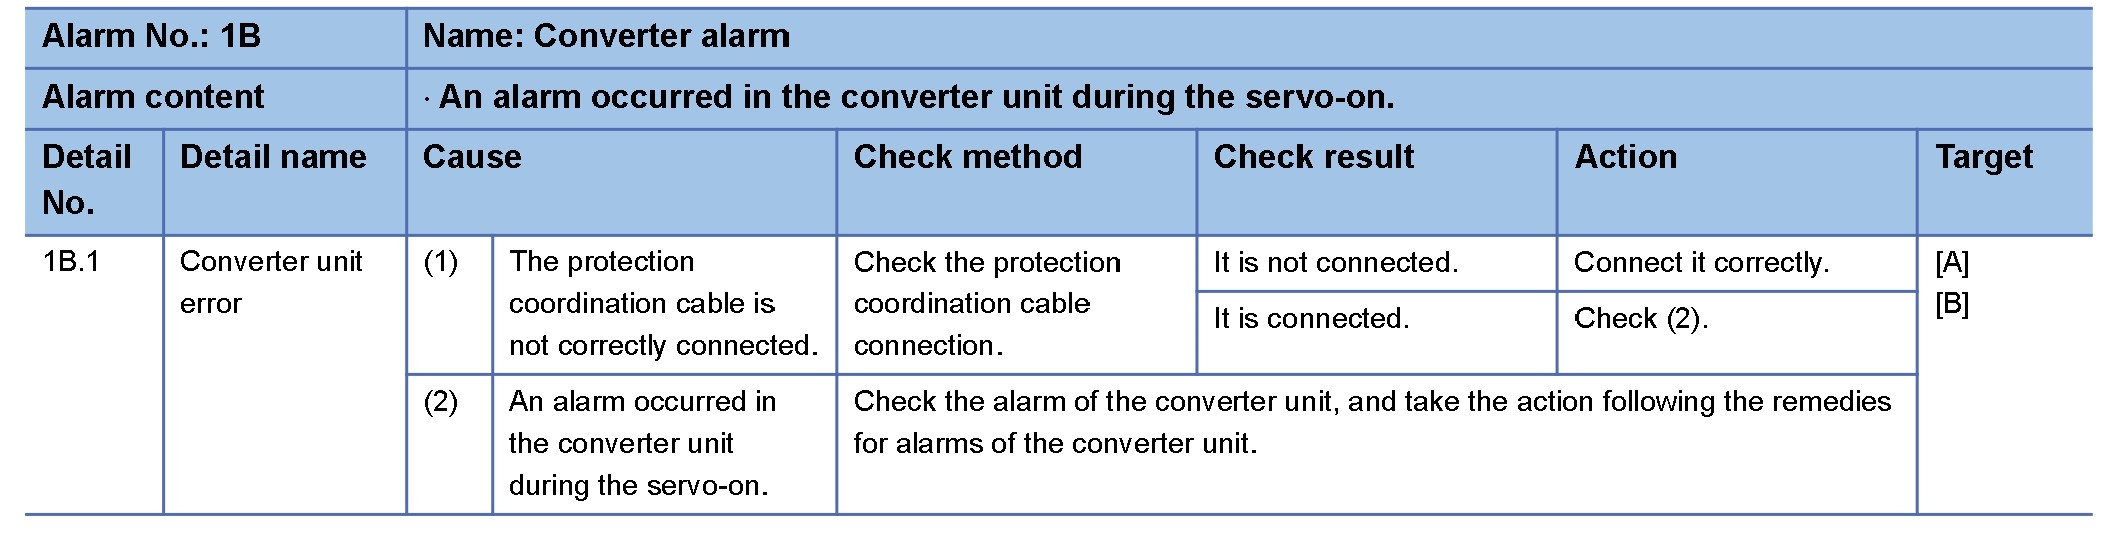 Alarm No.: 1B
Name: Converter alarm
Alarm content
· An alarm occurred in the converter unit during the servo-on.
Detail
No.
Detail name
Cause
Check method
Check result
Action
Target
1B.1
Converter unit
error
(1)
The protection
coordination cable is
not correctly connected.
Check the protection
coordination cable
connection.
It is not connected.
Connect it correctly.
[A]
[B]
It is connected.
Check (2).
(2)
An alarm occurred in
the converter unit
during the servo-on.
Check the alarm of the converter unit, and take the action following the remedies
for alarms of the converter unit.